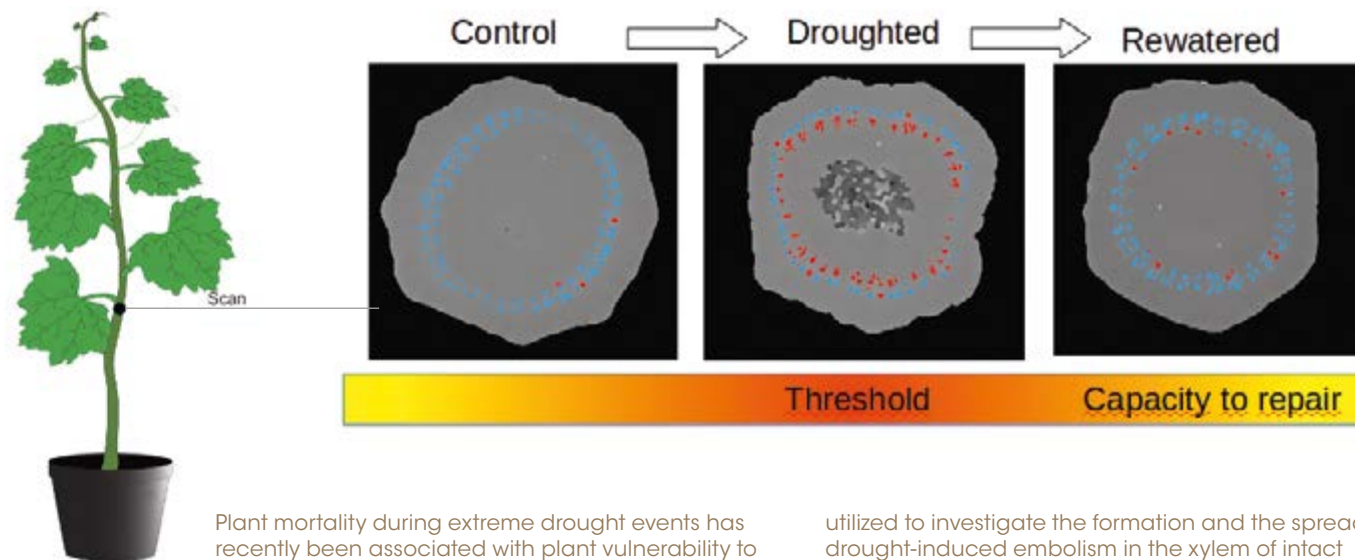 Control
Droughted
Rewatered
Scan
Threshold
Capacity to repair
Plant mortality during extreme drought events has
recently been associated with plant vulnerability to
utilized to investigate the formation and the spread
drought-induced embolism in the xylem of intact